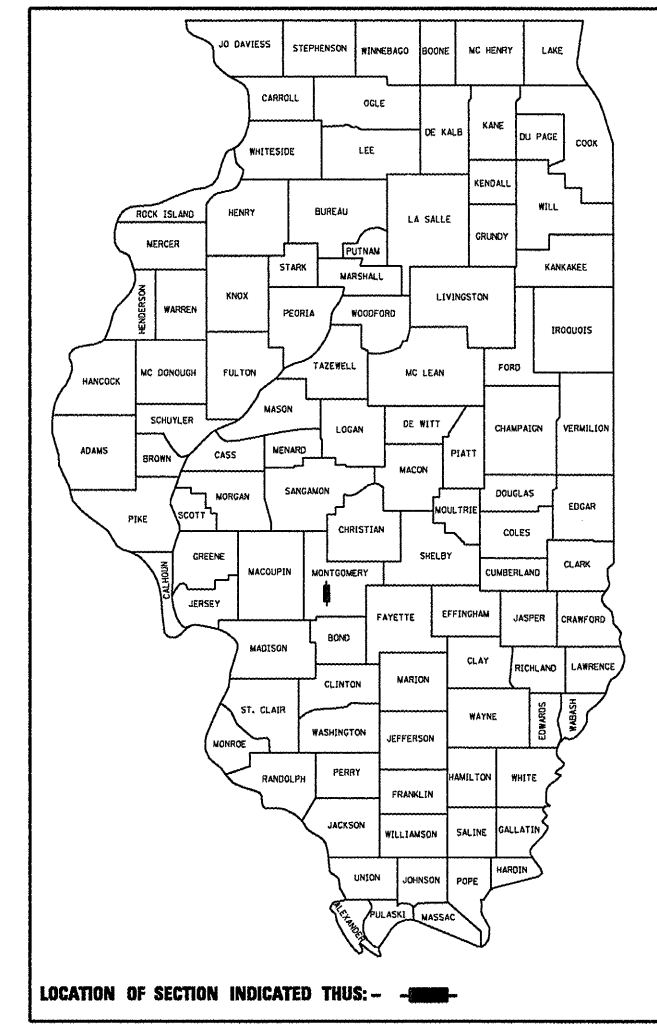 JO DAVIESS STEPHENSON WINNEBAGO BOONE MC HENRY LAKE
CARROLL OGLE DE KALB KANE DU PAGE COOK
WHITESIDE LEE KENDALL WILL
ROCK ISLAND HENRY BUREAU LA SALLE GRUNDY
MERCER PUTNAM KANKAKEE
HENDERSON WARREN KNOX STARK MARSHALL LIVINGSTON
PEORIA WOODFORD IROQUOIS
HANCOCK MC DONOUGH FULTON TAZEWELL MC LEAN FORD
SCHUYLER MASON LOGAN DE WITT CHAMPAIGN VERMILION
ADAMS BROWN CASS MENARD MACON PIATT
PIKE SCOTT MORGAN SANGAMON MOULTRIE DOUGLAS EDGAR
CHRISTIAN COLES
CALHOUN GREENE MACOUPIN MONTGOMERY SHELBY CUMBERLAND CLARK
JERSEY FAYETTE EFFINGHAM JASPER CRAWFORD
MADISON BOND CLAY RICHLAND LAWRENCE
CLINTON MARION
ST. CLAIR WAYNE EDWARDS WABASH
MONROE WASHINGTON JEFFERSON
RANDOLPH PERRY HAMILTON WHITE
FRANKLIN
JACKSON WILLIAMSON SALINE GALLATIN
UNION JOHNSON POPE HARDIN
ALEXANDER PULASKI MASSAC
LOCATION OF SECTION INDICATED THUS: -